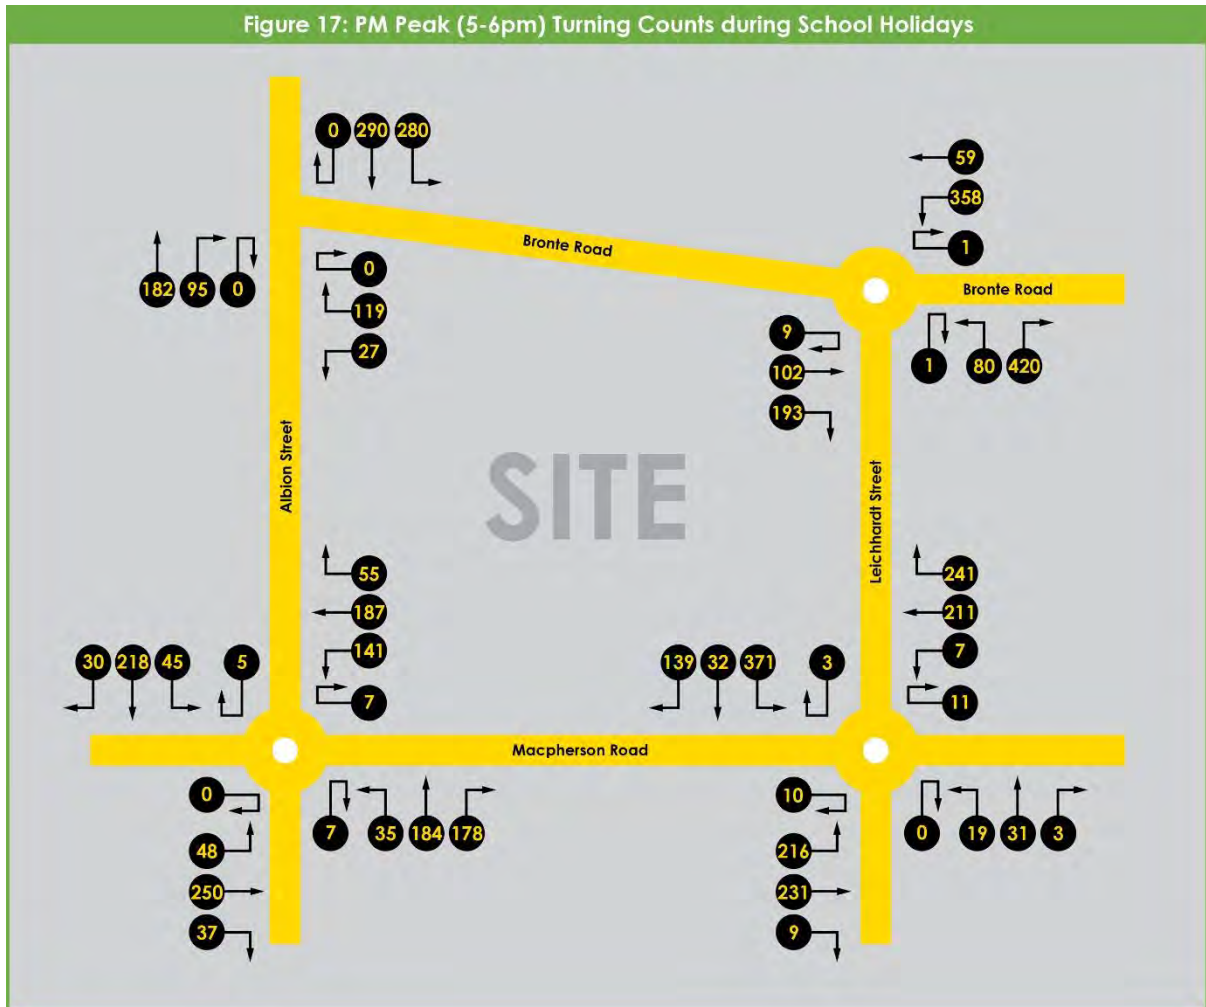 Figure 17: PM Peak (5-6pm) Turning Counts during School Holidays
0 290 280
59
358
1
Bronte Road
182 95 0
0
119
27
Bronte Road
9
102
193
1 80 420
SITE
Albion Street
Leichhardt Street
55
187
141
7
241
211
7
11
30 218 45 5
139 32 371 3
Macpherson Road
0
48
250
37
7 35 184 178
10
216
231
9
0 19 31 3